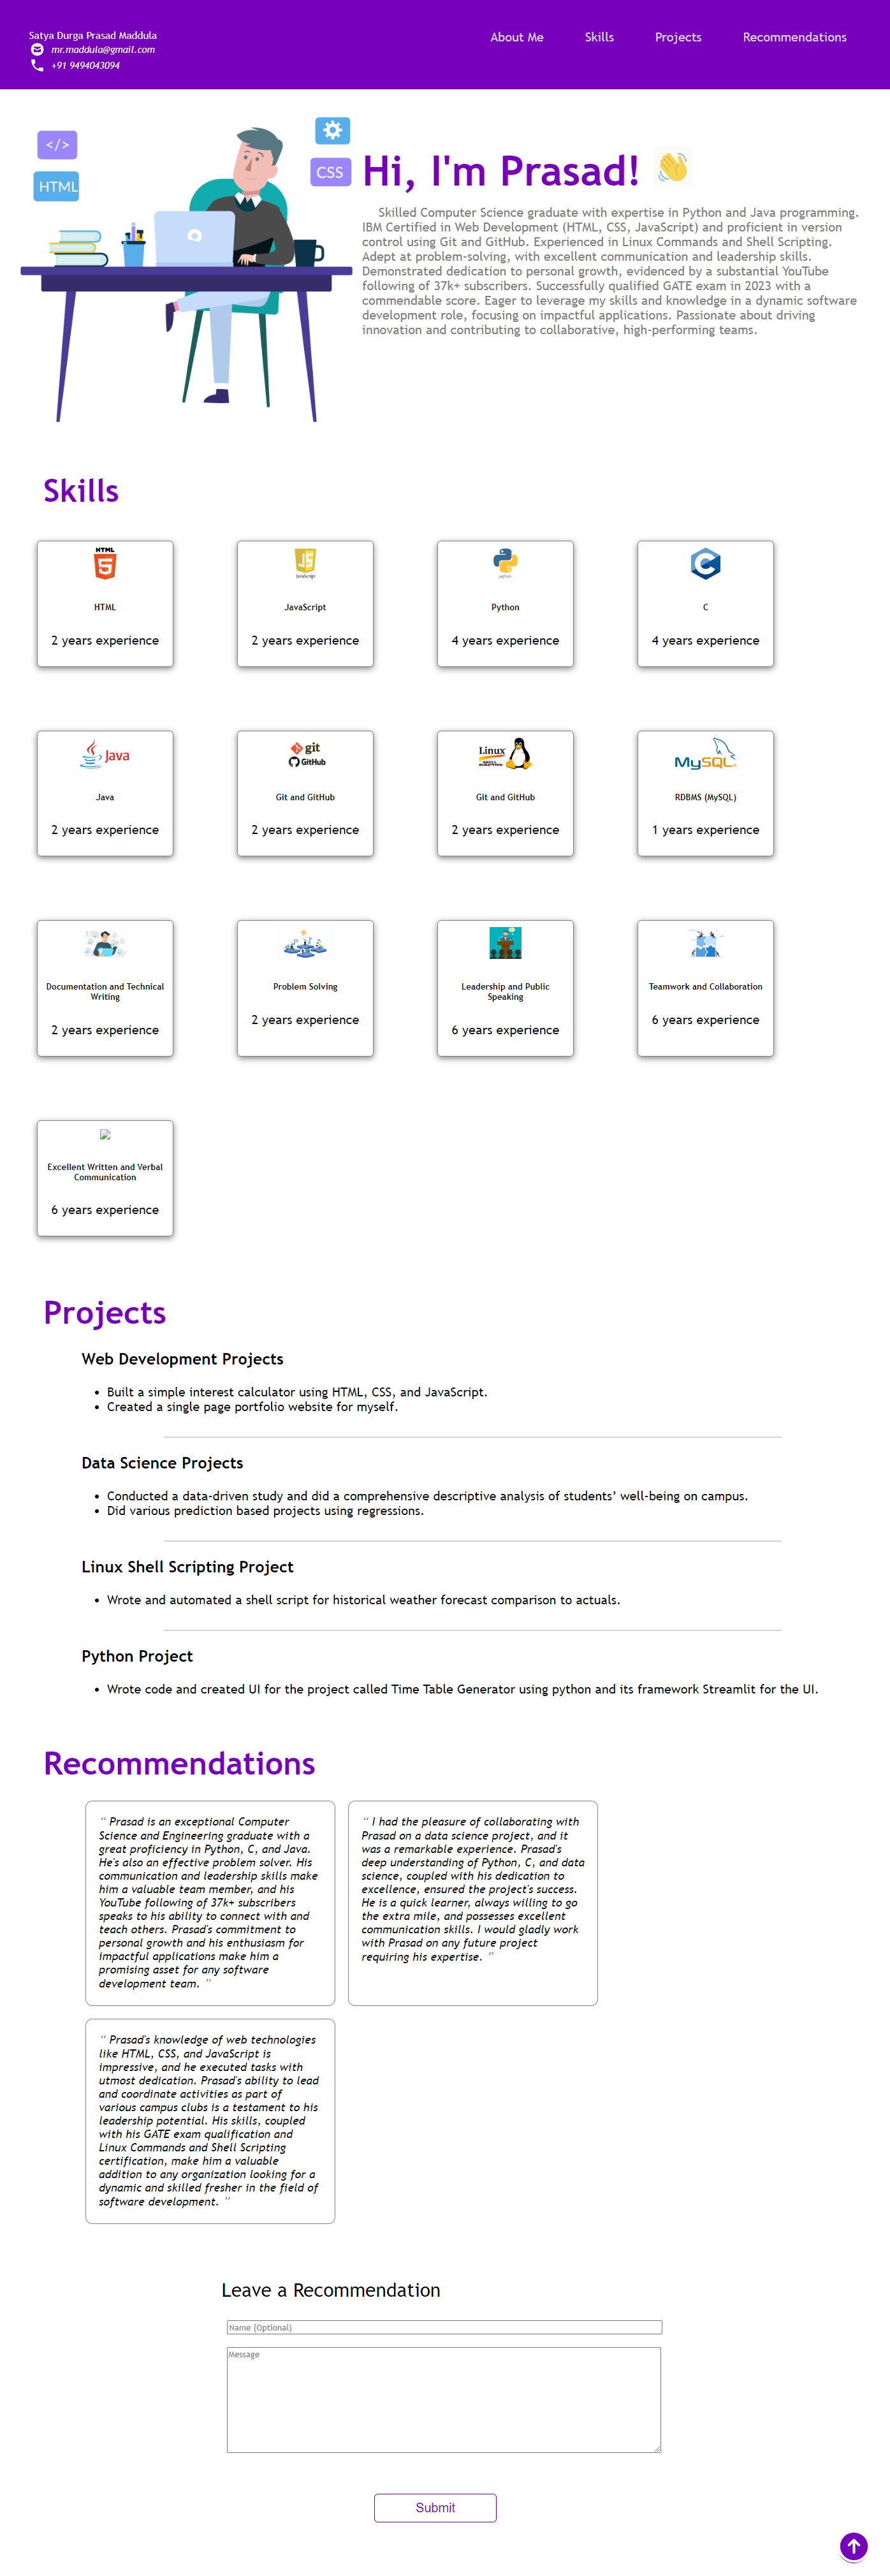 Satya Durga Prasad Maddula
mr.maddula@gmail.com
+91 9494043094
About Me
Skills
Projects
Recommendations
</>
HTML
CSS
Hi, I'm Prasad!
Skilled Computer Science graduate with expertise in Python and Java programming.
IBM Certified in Web Development (HTML, CSS, JavaScript) and proficient in version
control using Git and GitHub. Experienced in Linux Commands and Shell Scripting.
Adept at problem-solving, with excellent communication and leadership skills.
Demonstrated dedication to personal growth, evidenced by a substantial YouTube
following of 37k+ subscribers. Successfully qualified GATE exam in 2023 with a
commendable score. Eager to leverage my skills and knowledge in a dynamic software
development role, focusing on impactful applications. Passionate about driving
innovation and contributing to collaborative, high-performing teams.
Skills
HTML
5
HTML
2 years experience
JS
JavaScript
JavaScript
2 years experience
python
Python
4 years experience
C
C
4 years experience
Java
Java
2 years experience
git
GitHub
Git and GitHub
2 years experience
Linux
SHELL SCRIPTING
Git and GitHub
2 years experience
MySQL
RDBMS (MySQL)
1 years experience
Documentation and Technical
Writing
2 years experience
Problem Solving
2 years experience
Leadership and Public
Speaking
6 years experience
Teamwork and Collaboration
6 years experience
Excellent Written and Verbal
Communication
6 years experience
Projects
Web Development Projects
• Built a simple interest calculator using HTML, CSS, and JavaScript.
• Created a single page portfolio website for myself.
Data Science Projects
• Conducted a data-driven study and did a comprehensive descriptive analysis of students’ well-being on campus.
• Did various prediction based projects using regressions.
Linux Shell Scripting Project
• Wrote and automated a shell script for historical weather forecast comparison to actuals.
Python Project
• Wrote code and created UI for the project called Time Table Generator using python and its framework Streamlit for the UI.
Recommendations
“ Prasad is an exceptional Computer
Science and Engineering graduate with a
great proficiency in Python, C, and Java.
He's also an effective problem solver. His
communication and leadership skills make
him a valuable team member, and his
YouTube following of 37k+ subscribers
speaks to his ability to connect with and
teach others. Prasad's commitment to
personal growth and his enthusiasm for
impactful applications make him a
promising asset for any software
development team. ”
“ I had the pleasure of collaborating with
Prasad on a data science project, and it
was a remarkable experience. Prasad's
deep understanding of Python, C, and data
science, coupled with his dedication to
excellence, ensured the project's success.
He is a quick learner, always willing to go
the extra mile, and possesses excellent
communication skills. I would gladly work
with Prasad on any future project
requiring his expertise. ”
“ Prasad's knowledge of web technologies
like HTML, CSS, and JavaScript is
impressive, and he executed tasks with
utmost dedication. Prasad's ability to lead
and coordinate activities as part of
various campus clubs is a testament to his
leadership potential. His skills, coupled
with his GATE exam qualification and
Linux Commands and Shell Scripting
certification, make him a valuable
addition to any organization looking for a
dynamic and skilled fresher in the field of
software development. ”
Leave a Recommendation
Name (Optional)
Message
Submit